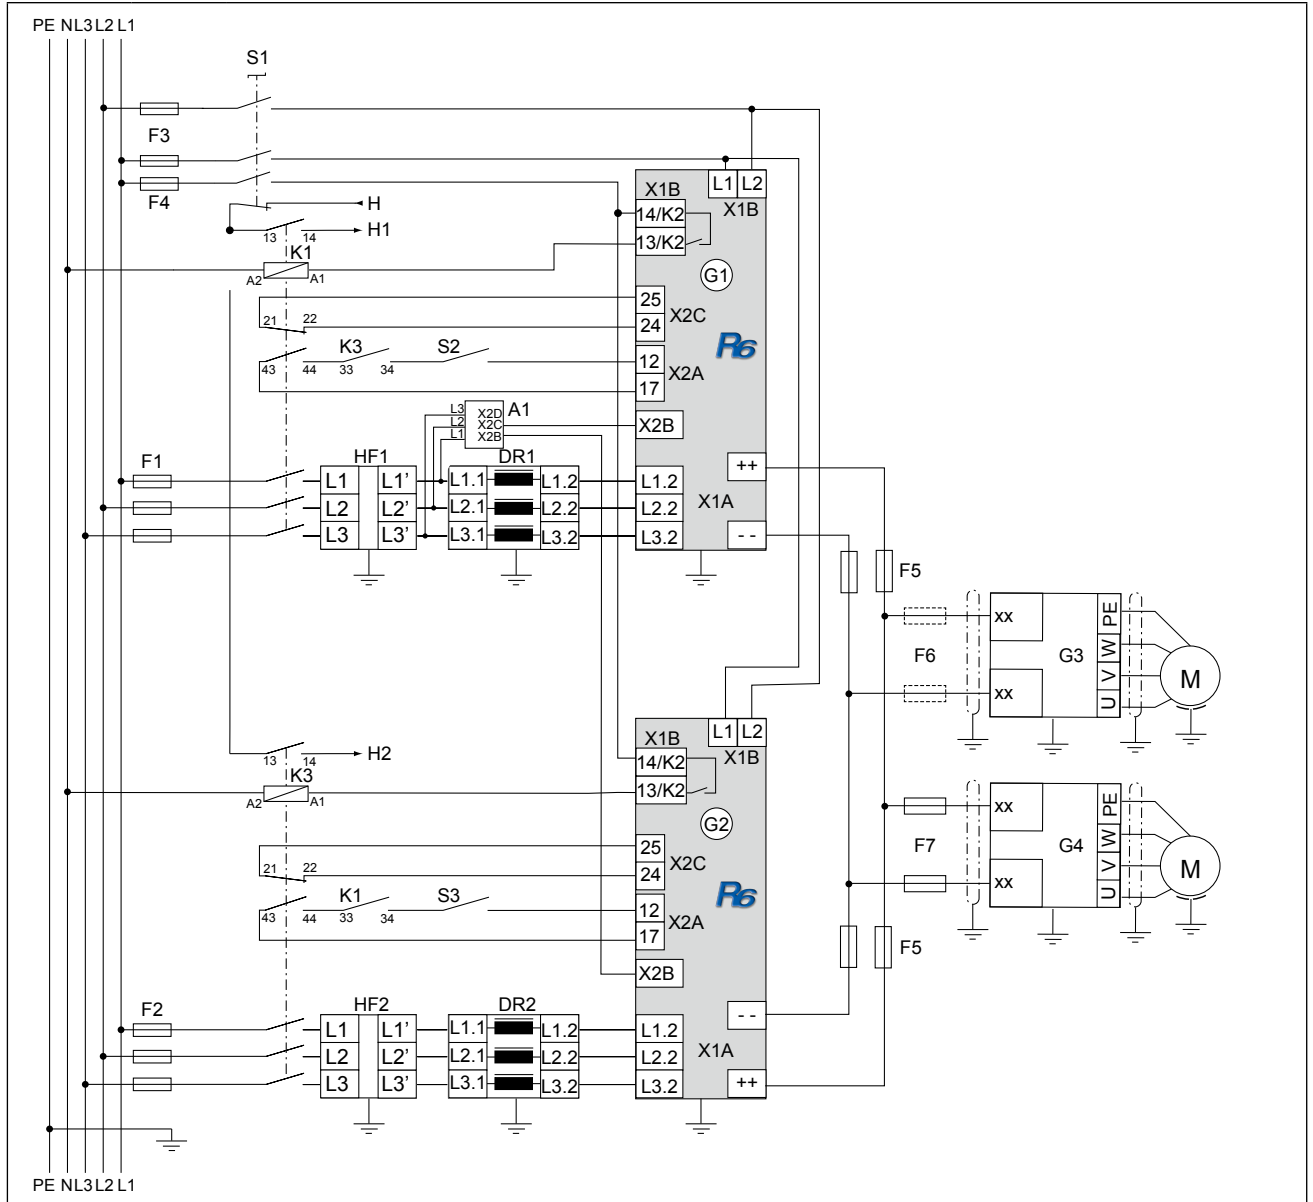 PE N L3 L2 L1
S1
F3
F4
H
13 14 H1
K1
A2 A1
X1B
L1 L2
X1B
14/K2
13/K2
G1
25
24
X2C
21 22
R6
K3 S2
43 44 33 34
12
17
X2A
L3 X2D A1
L2 X2C
L1 X2B
X2B
F1 HF1 DR1
++
L1 L1' L1.1 L1.2 L1.2
X1A
L2 L2' L2.1 L2.2 L2.2
L3 L3' L3.1 L3.2 L3.2
- -
F5
xx PE
F6 G3 W M
V
xx U
X1B
L1 L2
X1B
13 14 H2
14/K2
K3
A2 A1
13/K2
G2
xx PE
F7 G4 W M
V
xx U
25
24
X2C
21 22
R6
K1 S3
43 44 33 34
12
17
X2A
X2B
F5
F2 HF2 DR2
- -
L1 L1' L1.1 L1.2 L1.2
X1A
L2 L2' L2.1 L2.2 L2.2
L3 L3' L3.1 L3.2 L3.2
++
PE N L3 L2 L1